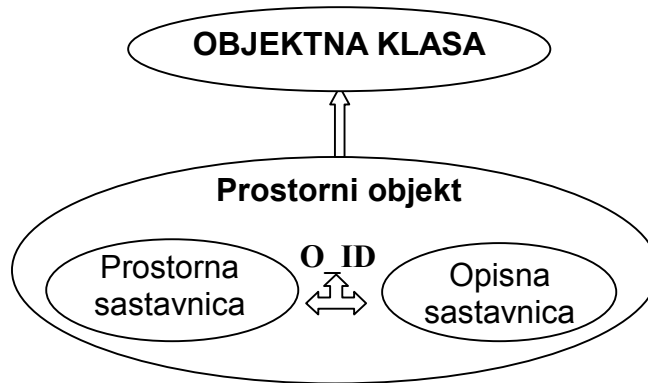 OBJEKTNA KLASA
Prostorni objekt
O_ID
Prostorna
sastavnica
Opisna
sastavnica